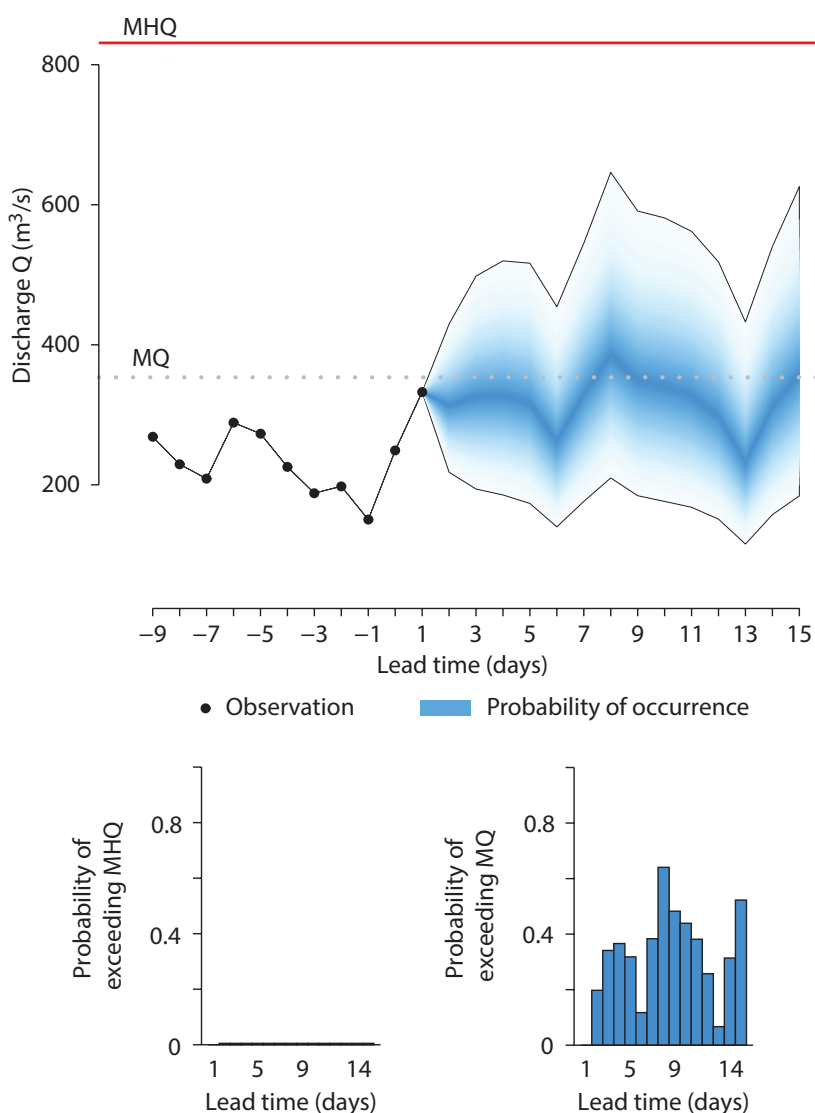 MHQ
800
600
400
200
Discharge Q (m³/s)
MQ
−9 −7 −5 −3 −1 1 3 5 7 9 11 13 15
Lead time (days)
Observation Probability of occurrence
Probability of
exceeding MHQ
0.8
0.4
0
1 5 9 14
Lead time (days)
Probability of
exceeding MQ
0.8
0.4
0
1 5 9 14
Lead time (days)